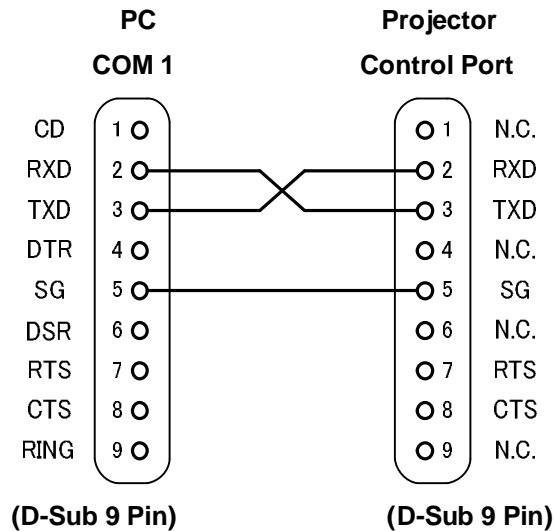 PC Projector
COM 1 Control Port
CD 1 1 N.C.
RXD 2 2 RXD
TXD 3 3 TXD
DTR 4 4 N.C.
SG 5 5 SG
DSR 6 6 N.C.
RTS 7 7 RTS
CTS 8 8 CTS
RING 9 9 N.C.
(D-Sub 9 Pin) (D-Sub 9 Pin)